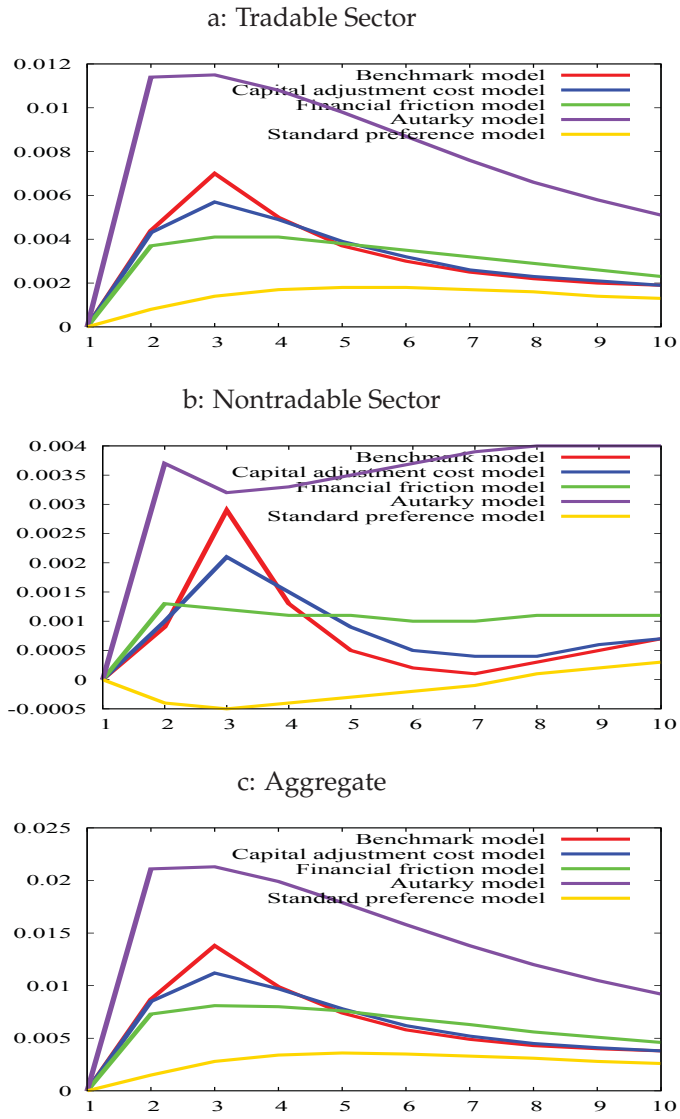 a: Tradable Sector
0.012
Benchmark model
Capital adjustment cost model
0.01
Financial friction model
Autarky model
Standard preference model
0.008
0.006
0.004
0.002
0
1 2 3 4 5 6 7 8 9 10
b: Nontradable Sector
0.004
Benchmark model
0.0035
Capital adjustment cost model
Financial friction model
0.003
Autarky model
Standard preference model
0.0025
0.002
0.0015
0.001
0.0005
0
-0.0005
1 2 3 4 5 6 7 8 9 10
c: Aggregate
0.025
Benchmark model
Capital adjustment cost model
Financial friction model
0.02
Autarky model
Standard preference model
0.015
0.01
0.005
0
1 2 3 4 5 6 7 8 9 10